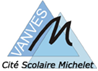 VANVES
M
Cité Scolaire Michelet